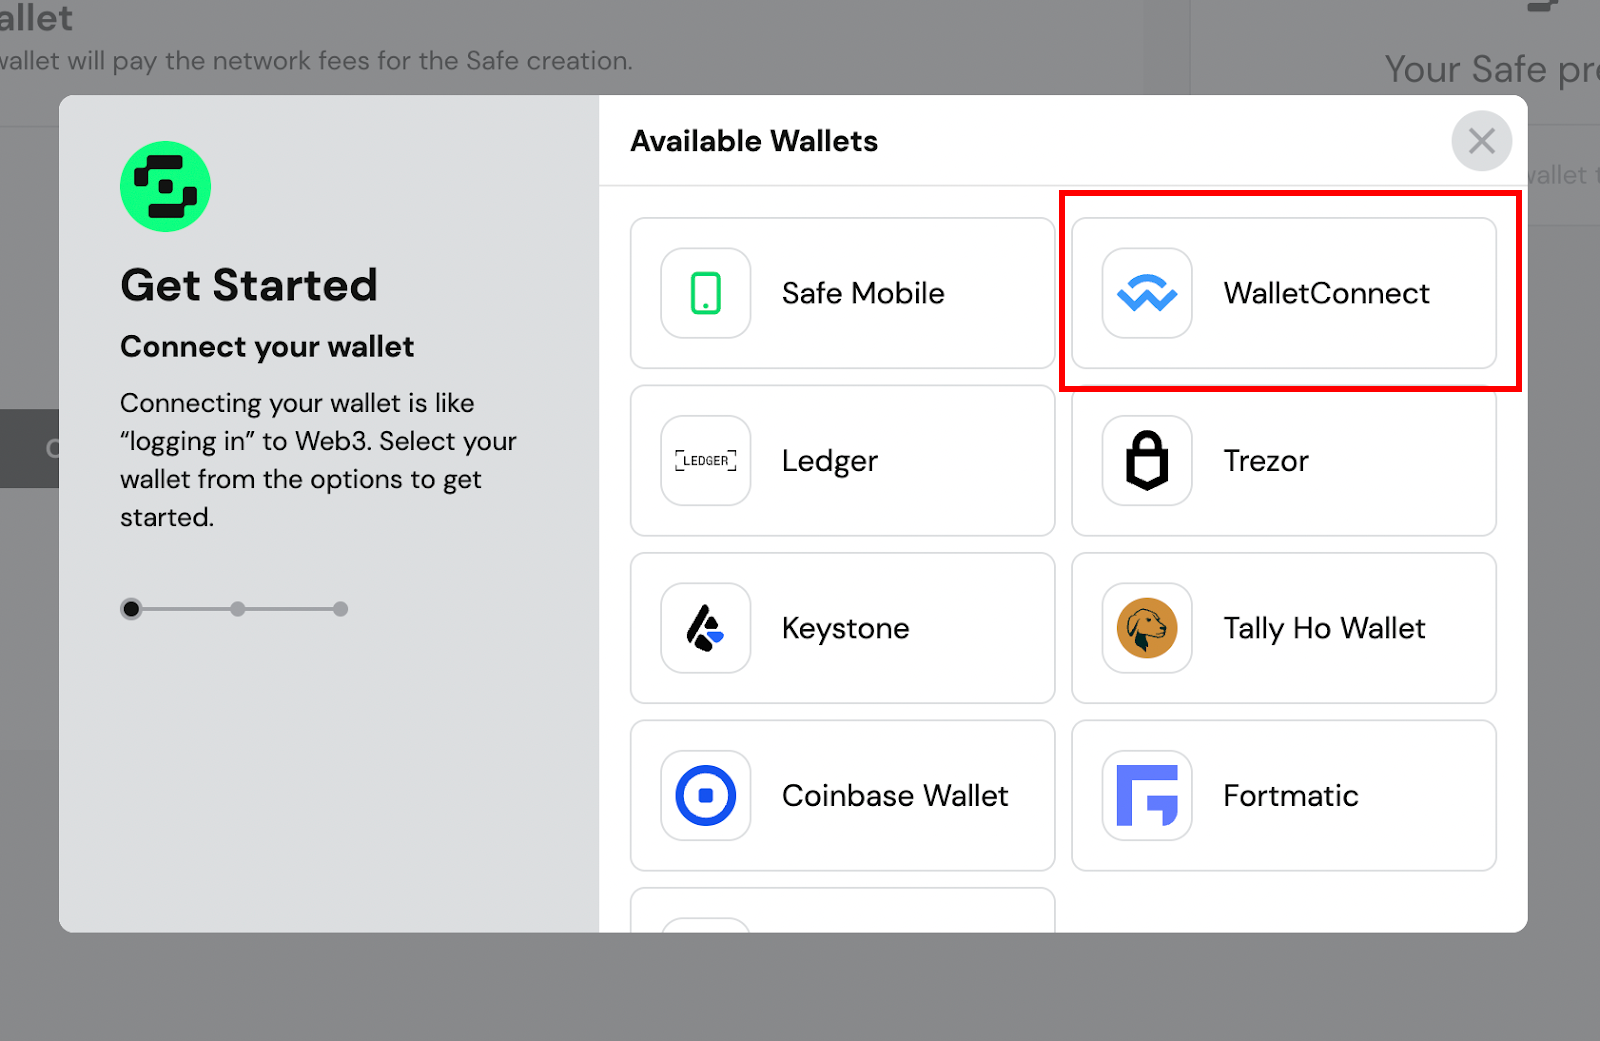 allet
wallet will pay the network fees for the Safe creation.
Your Safe pre
wallet t
Get Started
Connect your wallet
Connecting your wallet is like
“logging in” to Web3. Select your
wallet from the options to get
started.
Available Wallets
Safe Mobile
WalletConnect
LEDGER
Ledger
Trezor
Keystone
Tally Ho Wallet
Coinbase Wallet
Fortmatic